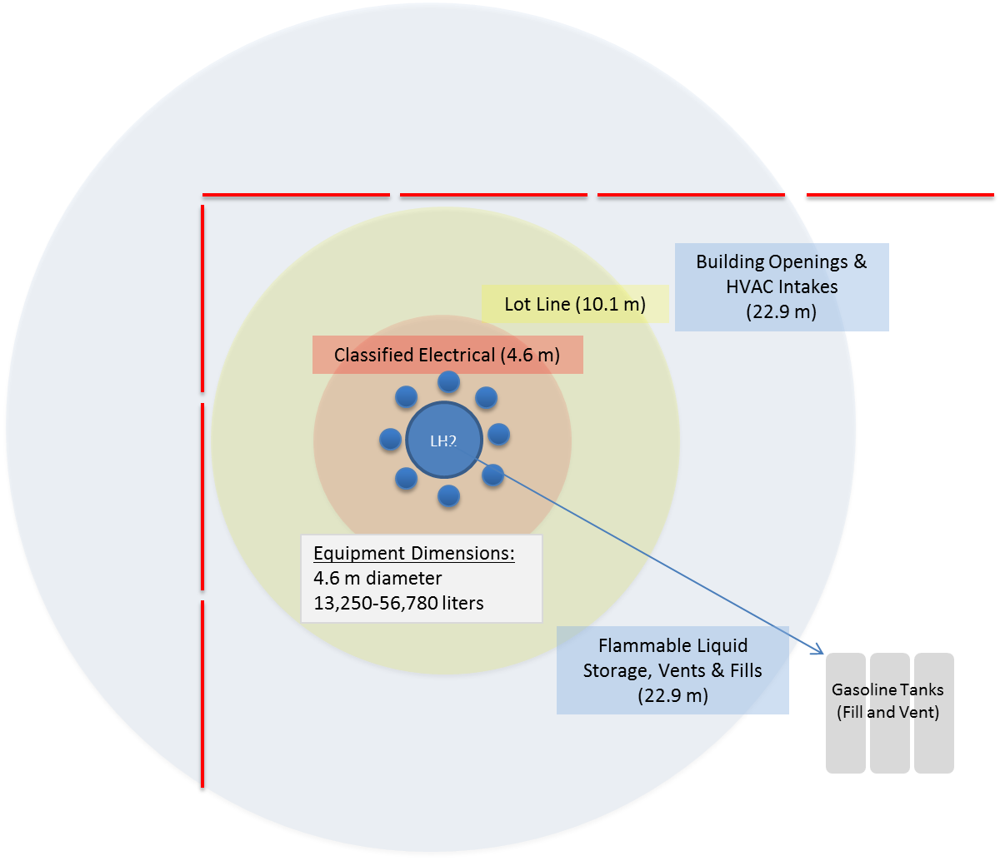 Building Openings &
HVAC Intakes
(22.9 m)
Lot Line (10.1 m)
Classified Electrical (4.6 m)
LH2
Equipment Dimensions:
4.6 m diameter
13,250-56,780 liters
Flammable Liquid
Storage, Vents & Fills
(22.9 m)
Gasoline Tanks
(Fill and Vent)